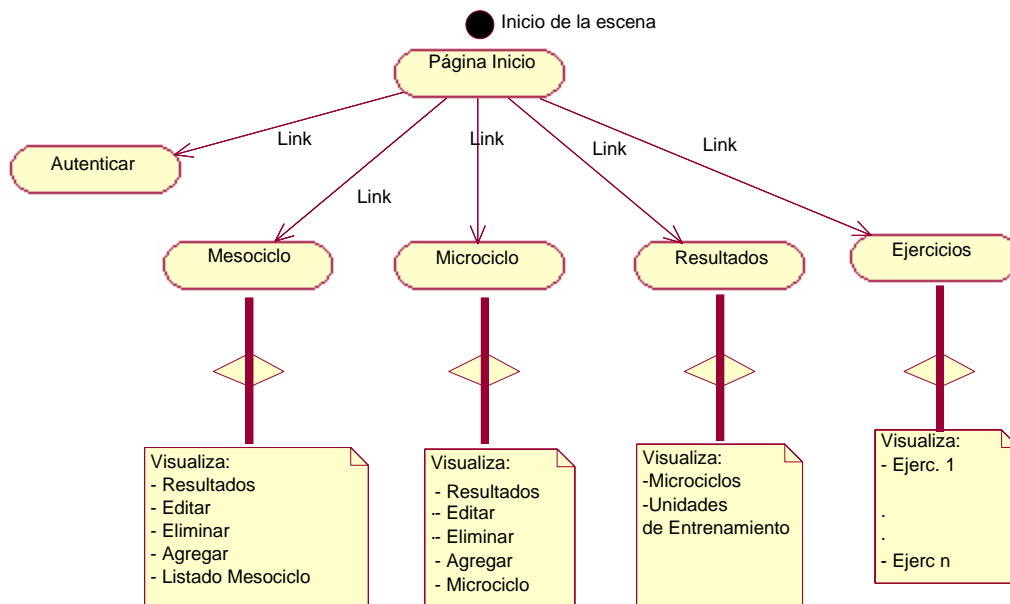 Inicio de la escena
Página Inicio
Link
Link
Link
Link
Link
Autenticar
Mesociclo
Microciclo
Resultados
Ejercicios
Visualiza:
- Resultados
- Editar
- Eliminar
- Agregar
- Listado Mesociclo
Visualiza:
- Resultados
-- Editar
-- Eliminar
- Agregar
- Microciclo
Visualiza:
-Microciclos
-Unidades
de Entrenamiento
Visualiza:
- Ejerc. 1
.
.
- Ejerc n